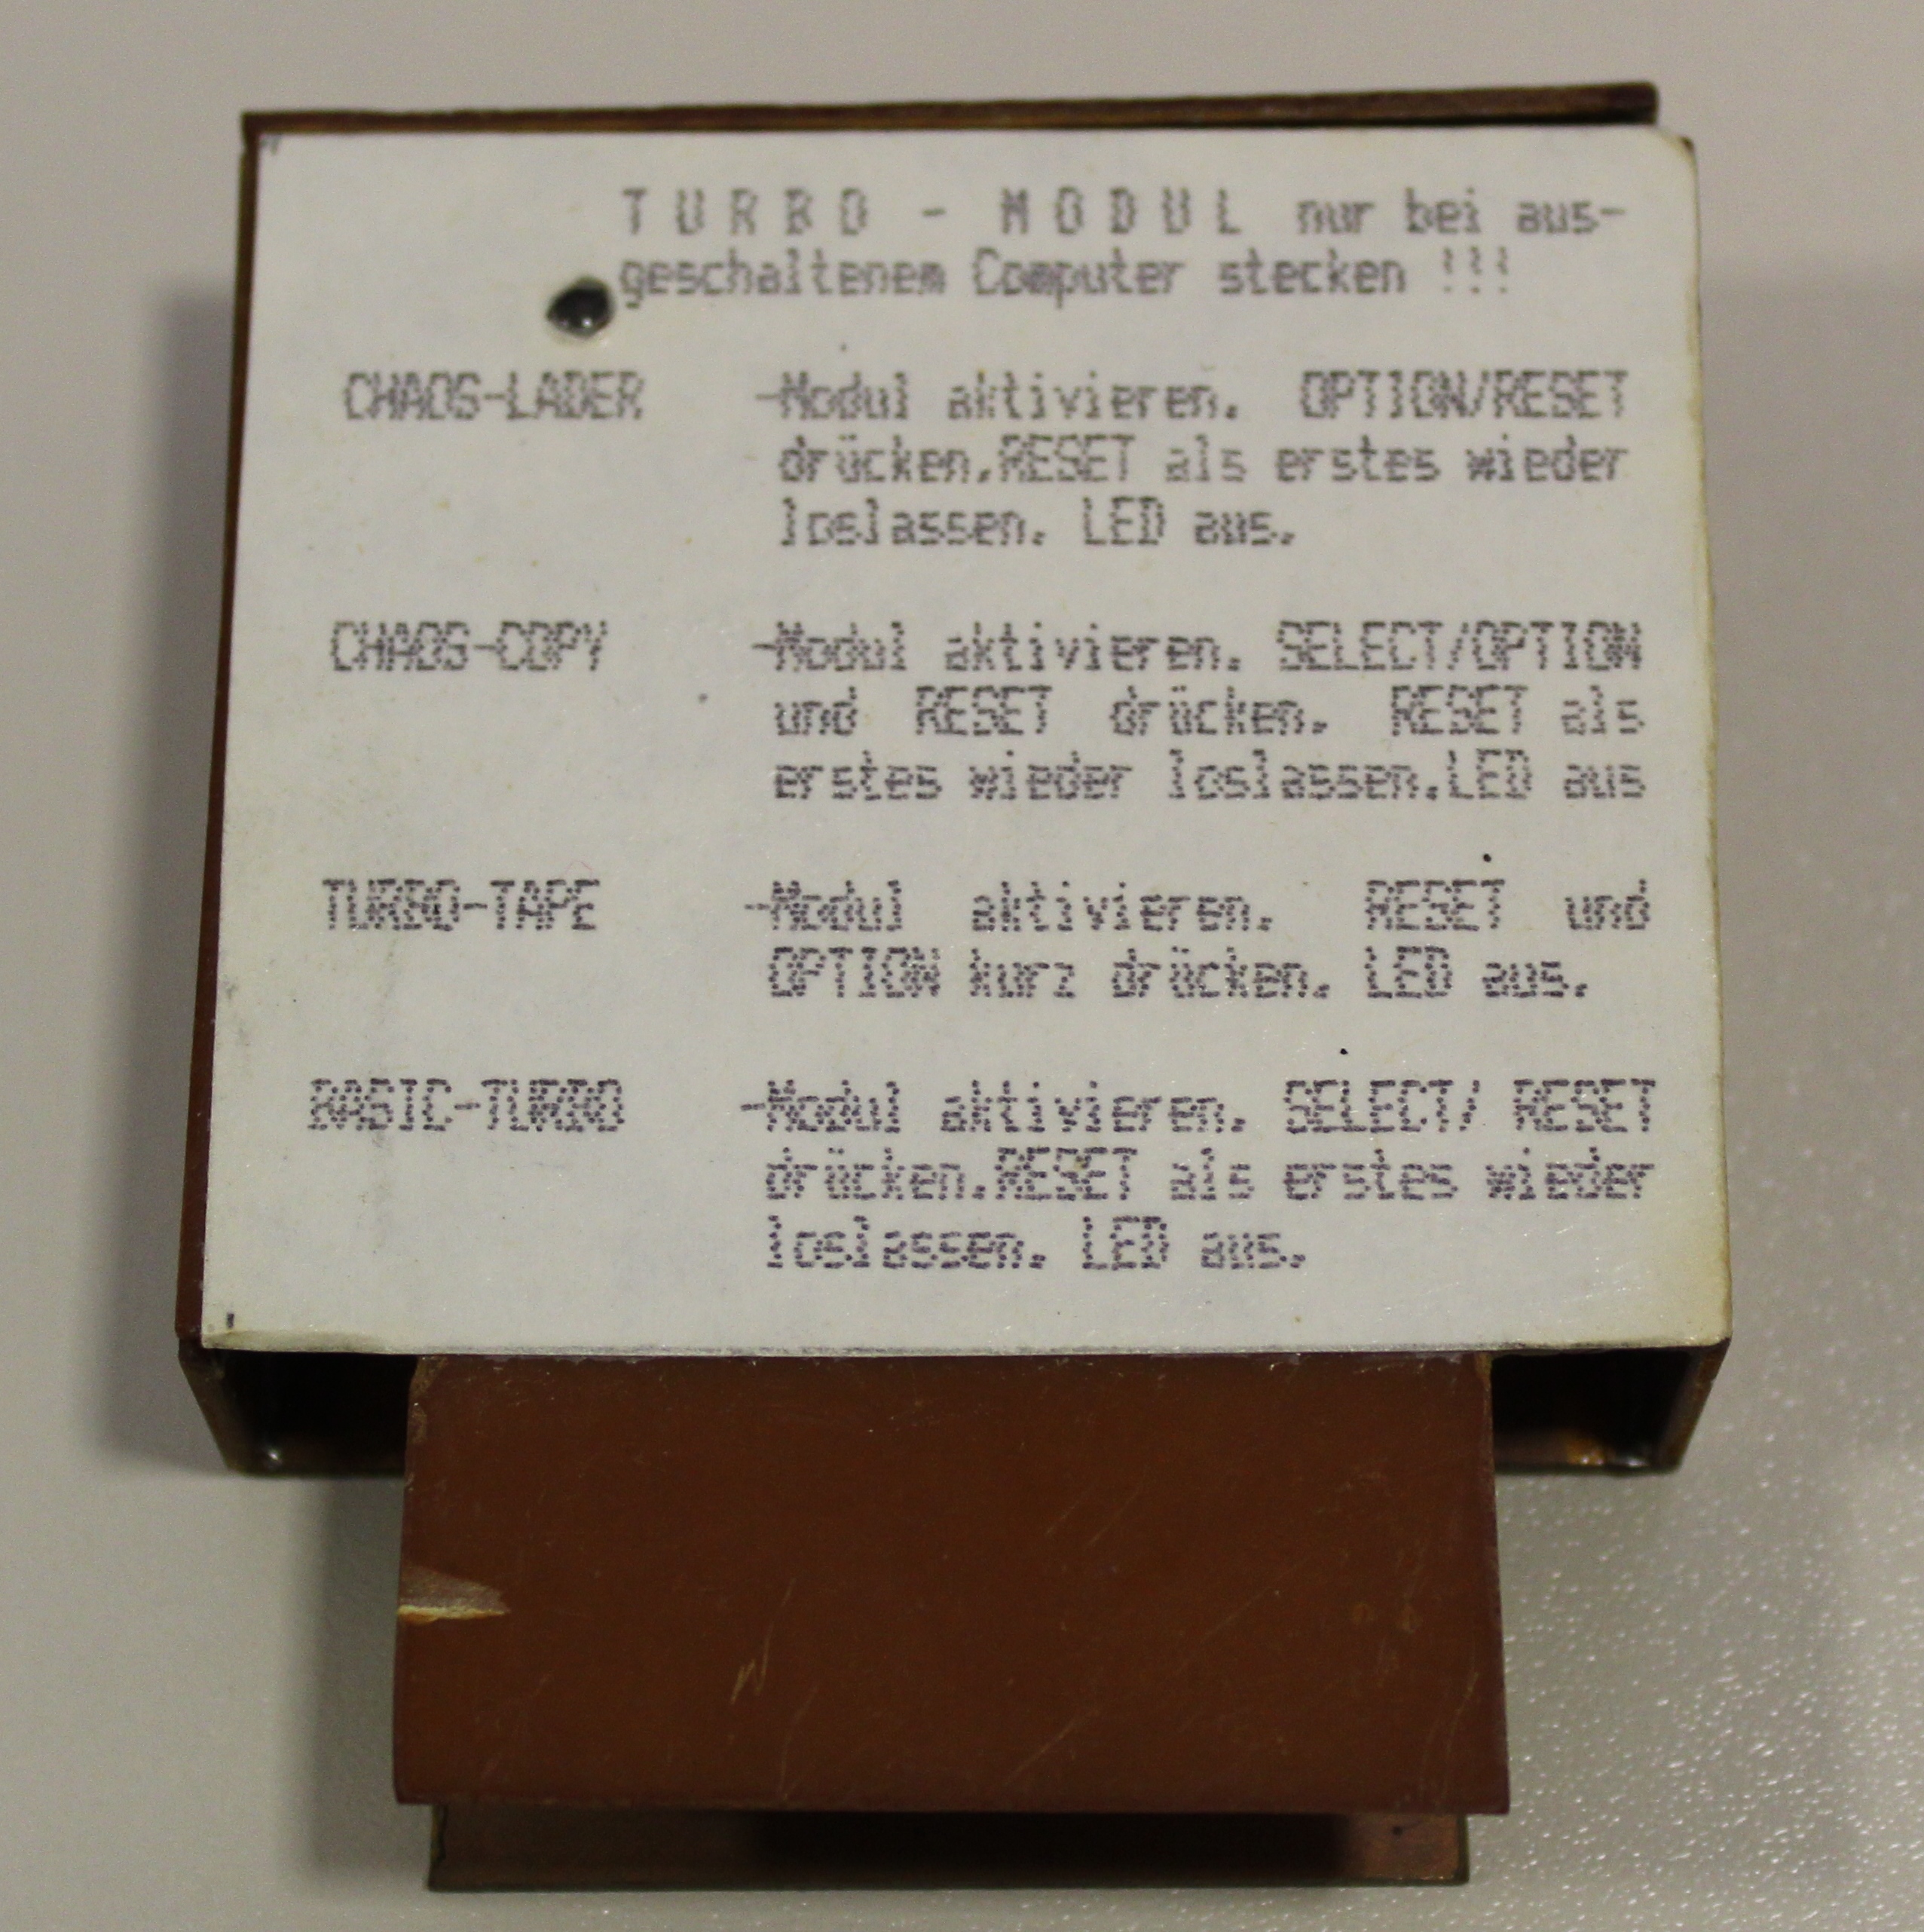 T U R B O - M O D U L nur bei aus-
geschaltenem Computer stecken !!!
CHAOS-LADER -Modul aktivieren. OPTION/RESET
drücken.RESET als erstes wieder
loslassen. LED aus.
CHAOS-COPY -Modul aktivieren. SELECT/OPTION
und RESET drücken. RESET als
erstes wieder loslassen.LED aus
TURBO-TAPE -Modul aktivieren. RESET und
OPTION kurz drücken. LED aus.
BASIC-TURBO -Modul aktivieren. SELECT/ RESET
drücken.RESET als erstes wieder
loslassen. LED aus.